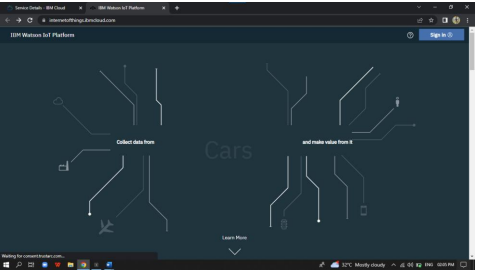 Service Details - IBM Cloud
IBM Watson IoT Platform
internetofthings.ibmcloud.com
IBM Watson IoT Platform
Sign In
Collect data from
Cars
and make value from it
Learn More
Waiting for consent.trustarc.com...
32°C Mostly cloudy
ENG